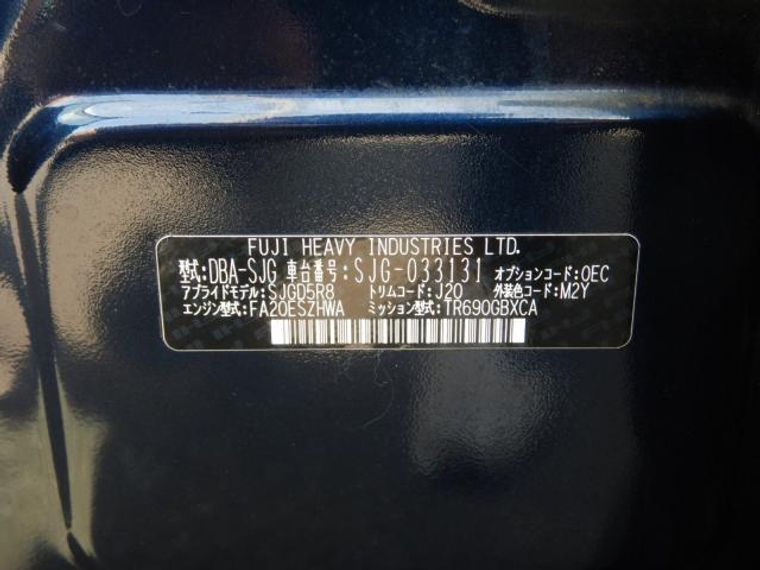 FUJI HEAVY INDUSTRIES LTD.
型式:DBA-SJG 車台番号:SJG-033131 オプションコード:OEC
アプライドモデル:SJGD5R8 トリムコード:J20 外装色コード:M2Y
エンジン型式:FA20ESZHWA ミッション型式:TR690GBXCA